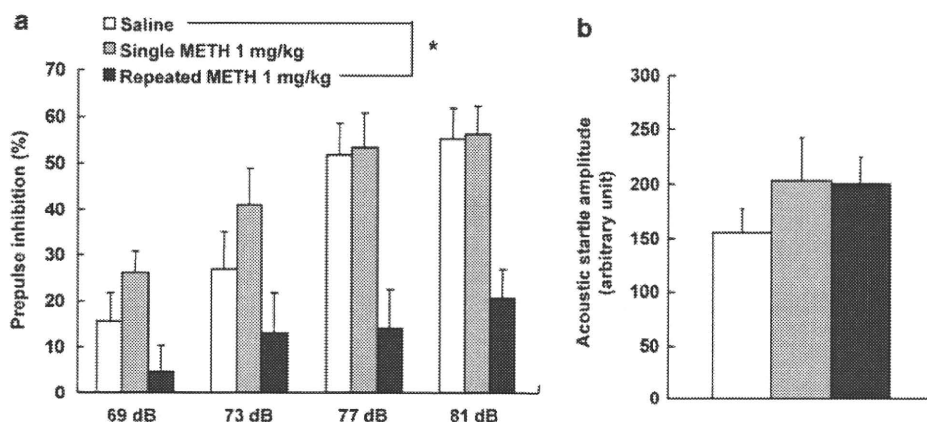 a
Saline
*
Single METH 1 mg/kg
Repeated METH 1 mg/kg
Prepulse inhibition (%)
70
60
50
40
30
20
10
0
69 dB 73 dB 77 dB 81 dB
b
Acoustic startle amplitude
(arbitrary unit)
300
250
200
150
100
50
0